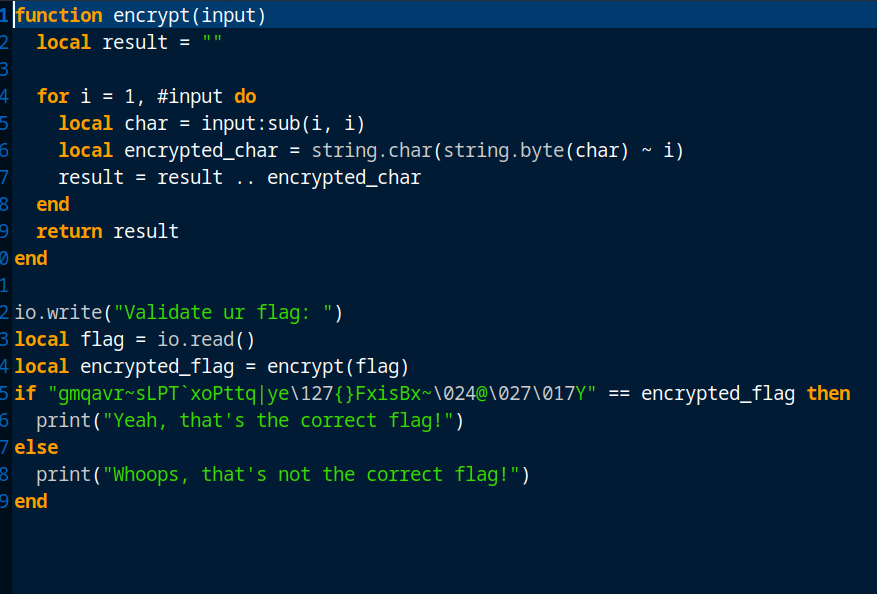 1 function encrypt(input)
2   local result = ""
3
4   for i = 1, #input do
5     local char = input:sub(i, i)
6     local encrypted_char = string.char(string.byte(char) ~ i)
7     result = result .. encrypted_char
8   end
9   return result
0 end
1
2 io.write("Validate ur flag: ")
3 local flag = io.read()
4 local encrypted_flag = encrypt(flag)
5 if "gmqavr~sLPT`xoPttq|ye\127{}FxisBx~\024@\027\017Y" == encrypted_flag then
6   print("Yeah, that's the correct flag!")
7 else
8   print("Whoops, that's not the correct flag!")
9 end